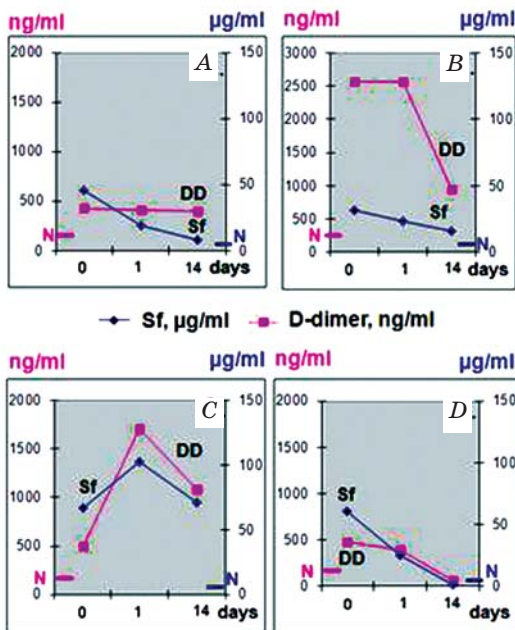 ng/ml µg/ml ng/ml µg/ml
A
2000
1500
1000
500
0
150
100
50
0
DD
Sf
N N
0 1 14 days
B
3000
2500
2000
1500
1000
500
0
150
100
50
0
DD
Sf
N N
0 1 14 days
Sf, µg/ml D-dimer, ng/ml
ng/ml µg/ml ng/ml µg/ml
C
2000
1500
1000
500
0
150
100
50
0
Sf
DD
N N
0 1 14 days
D
2000
1500
1000
500
0
150
100
50
0
Sf
DD
N N
0 1 14 days